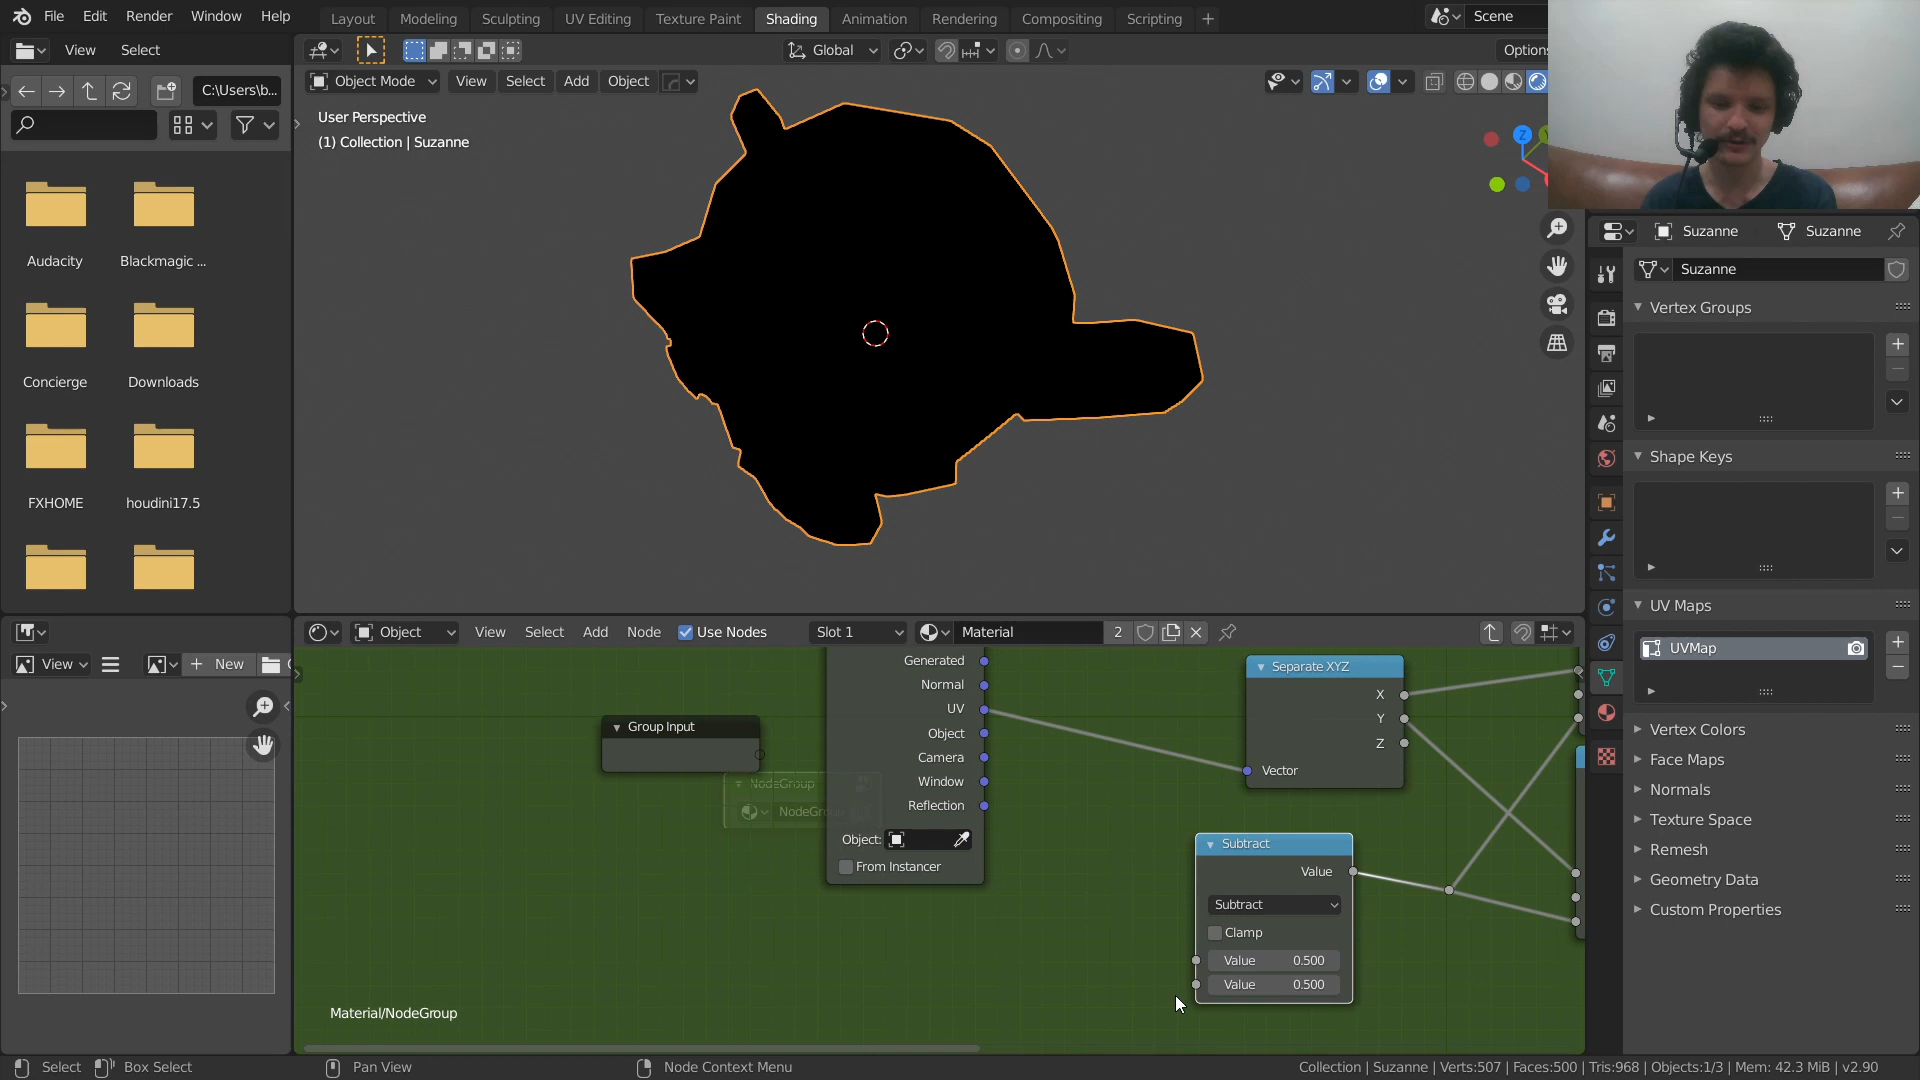 File Edit Render Window Help
Layout Modeling Sculpting UV Editing Texture Paint Shading Animation Rendering Compositing Scripting +
Scene
View Select
Global
Options
C:\Users\b...
Object Mode View Select Add Object
User Perspective
(1) Collection | Suzanne
Z
Audacity
Blackmagic ...
Concierge
Downloads
FXHOME
houdini17.5
Suzanne Suzanne
Suzanne
Vertex Groups
Shape Keys
UV Maps
UVMap
Vertex Colors
Face Maps
Normals
Texture Space
Remesh
Geometry Data
Custom Properties
Object View Select Add Node Use Nodes Slot 1 Material 2
View New
Generated
Normal
UV
Object
Camera
Window
Reflection
Object:
From Instancer
Group Input
NodeGroup
NodeGroup
Separate XYZ
X
Y
Z
Vector
Subtract
Value
Subtract
Clamp
Value 0.500
Value 0.500
Material/NodeGroup
Select Box Select Pan View Node Context Menu
Collection | Suzanne | Verts:507 | Faces:500 | Tris:968 | Objects:1/3 | Mem: 42.3 MiB | v2.90